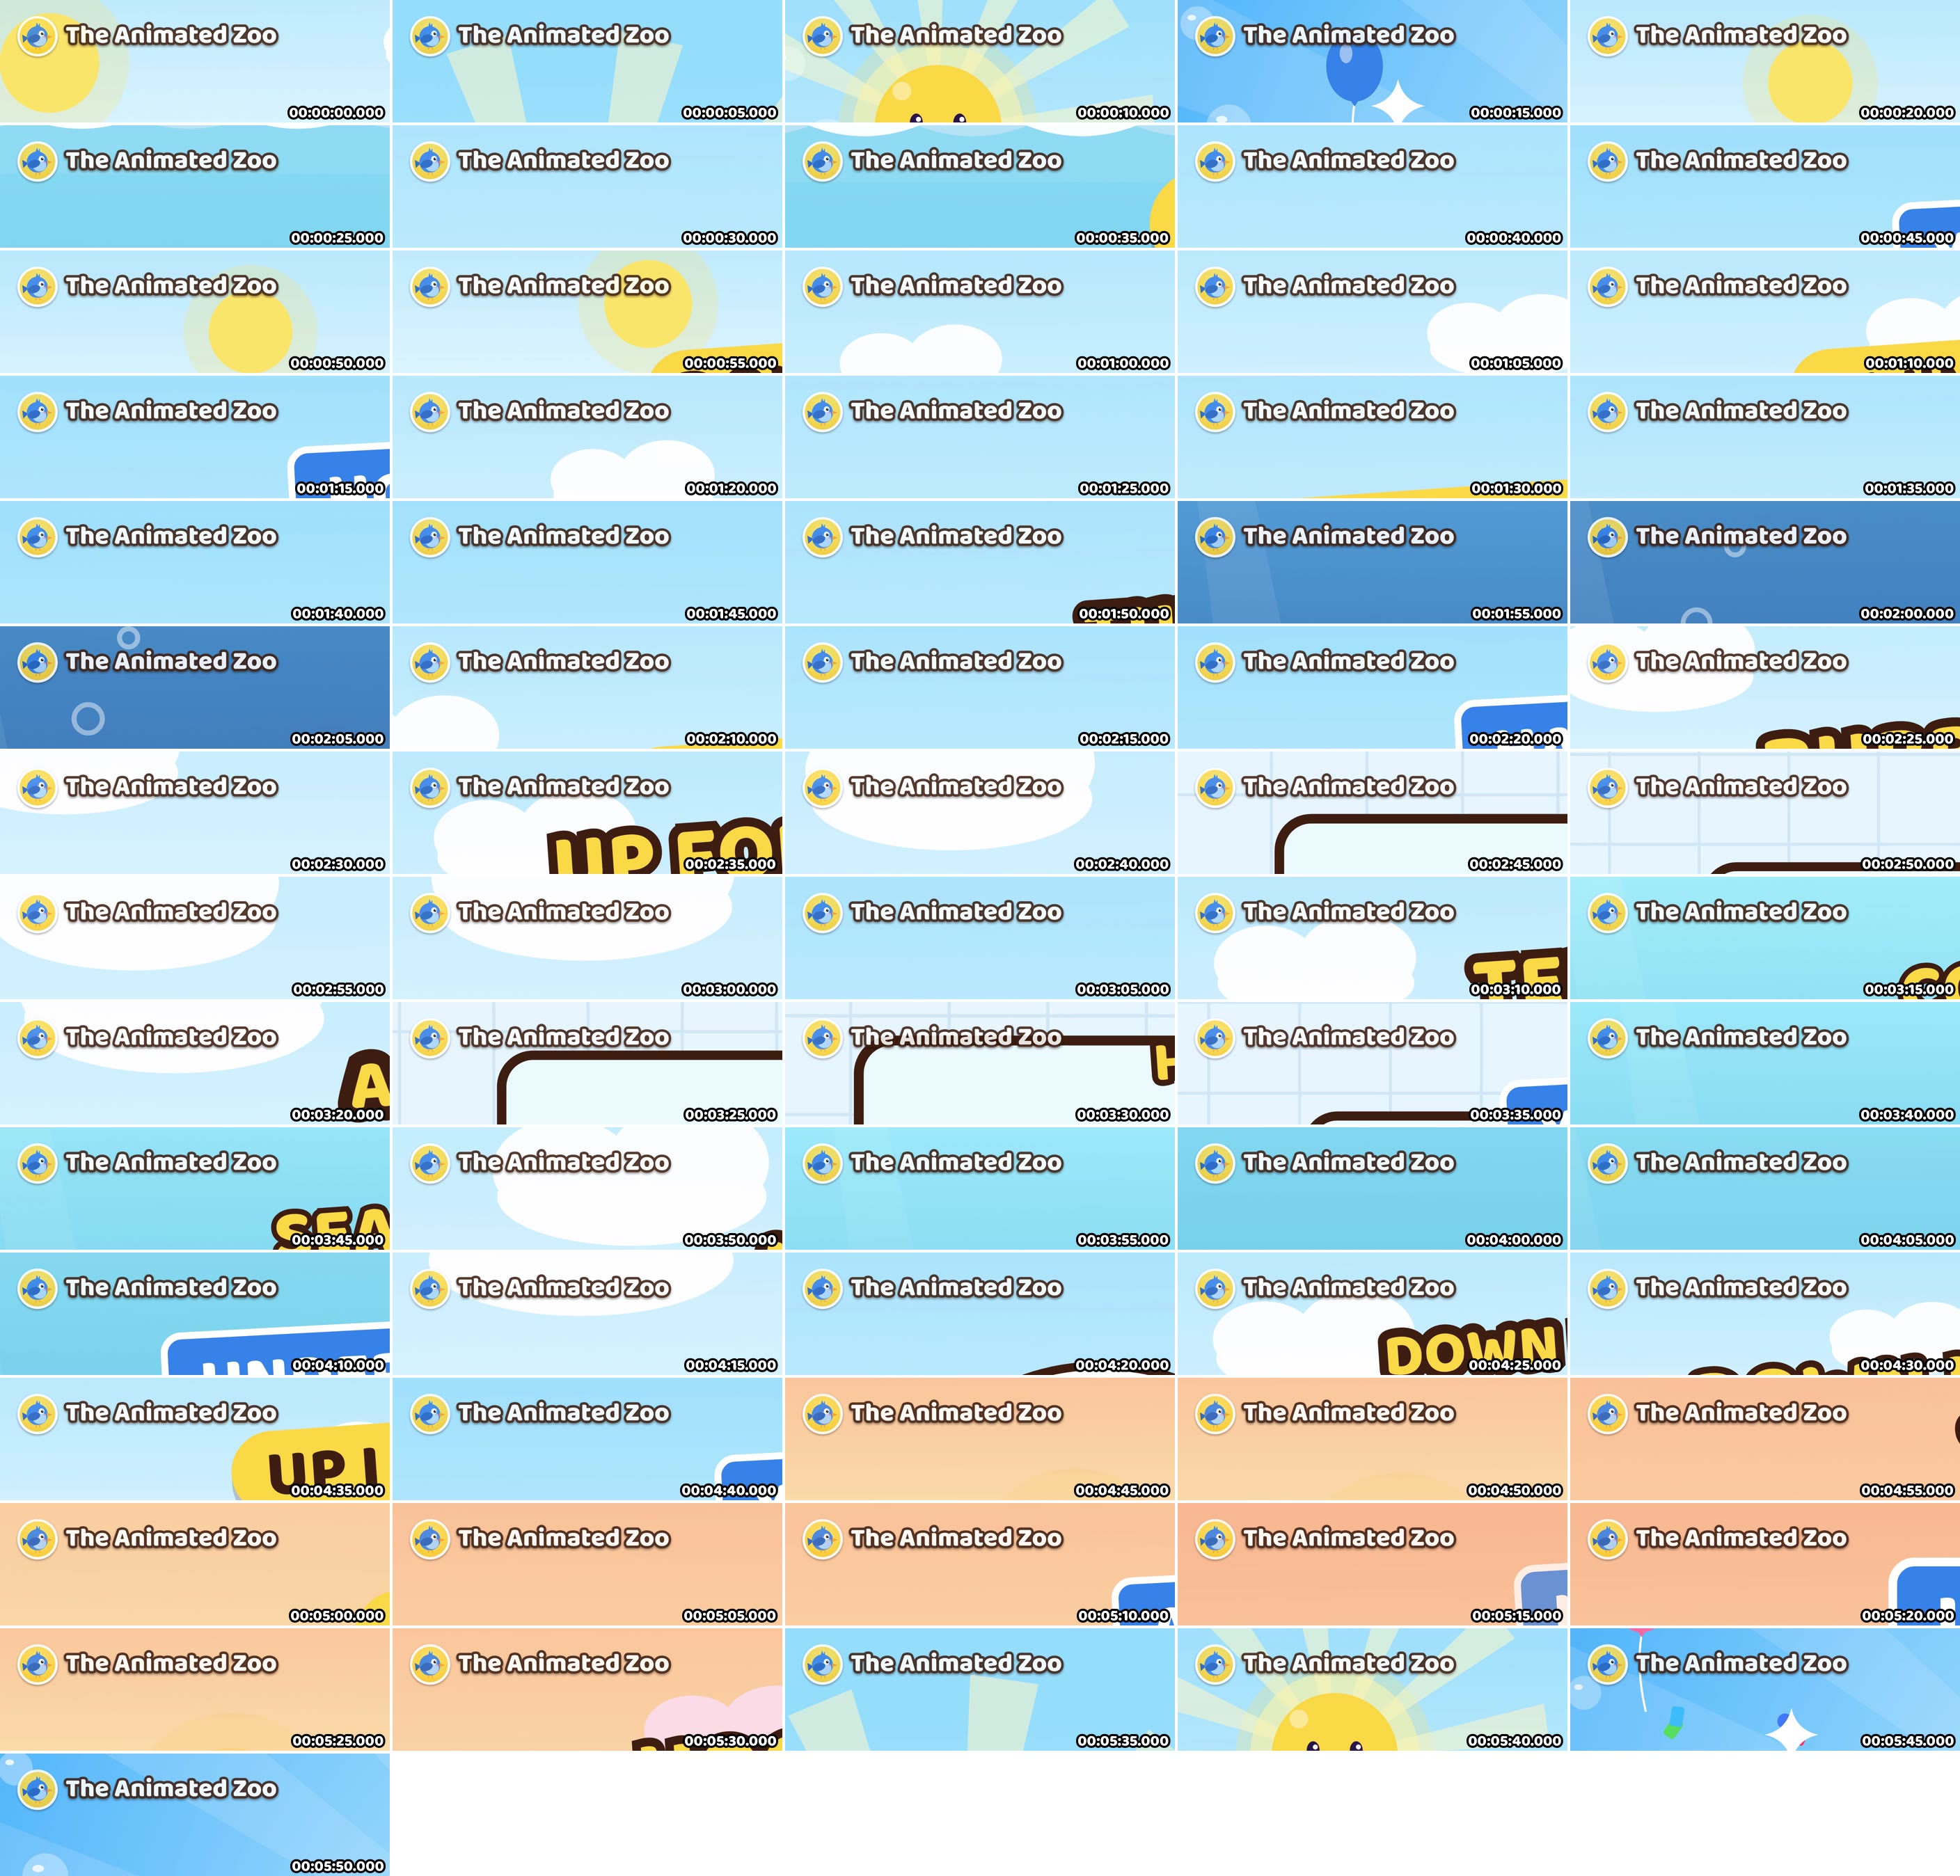 The Animated Zoo The Animated Zoo The Animated Zoo The Animated Zoo The Animated Zoo
00:00:00.000 00:00:05.000 00:00:10.000 00:00:15.000 00:00:20.000
The Animated Zoo The Animated Zoo The Animated Zoo The Animated Zoo The Animated Zoo
00:00:25.000 00:00:30.000 00:00:35.000 00:00:40.000 00:00:45.000
The Animated Zoo The Animated Zoo The Animated Zoo The Animated Zoo The Animated Zoo
00:00:50.000 00:00:55.000 00:01:00.000 00:01:05.000 00:01:10.000
The Animated Zoo The Animated Zoo The Animated Zoo The Animated Zoo The Animated Zoo
00:01:15.000 00:01:20.000 00:01:25.000 00:01:30.000 00:01:35.000
The Animated Zoo The Animated Zoo The Animated Zoo The Animated Zoo The Animated Zoo
00:01:40.000 00:01:45.000 00:01:50.000 00:01:55.000 00:02:00.000
The Animated Zoo The Animated Zoo The Animated Zoo The Animated Zoo The Animated Zoo
00:02:05.000 00:02:10.000 00:02:15.000 00:02:20.000 00:02:25.000
The Animated Zoo The Animated Zoo The Animated Zoo The Animated Zoo The Animated Zoo
UP
00:02:30.000 00:02:35.000 00:02:40.000 00:02:45.000 00:02:50.000
The Animated Zoo The Animated Zoo The Animated Zoo The Animated Zoo The Animated Zoo
00:02:55.000 00:03:00.000 00:03:05.000 00:03:10.000 00:03:15.000
The Animated Zoo The Animated Zoo The Animated Zoo The Animated Zoo The Animated Zoo
00:03:20.000 00:03:25.000 00:03:30.000 00:03:35.000 00:03:40.000
The Animated Zoo The Animated Zoo The Animated Zoo The Animated Zoo The Animated Zoo
00:03:45.000 00:03:50.000 00:03:55.000 00:04:00.000 00:04:05.000
The Animated Zoo The Animated Zoo The Animated Zoo The Animated Zoo The Animated Zoo
DOWN
00:04:10.000 00:04:15.000 00:04:20.000 00:04:25.000 00:04:30.000
The Animated Zoo The Animated Zoo The Animated Zoo The Animated Zoo The Animated Zoo
UP
00:04:35.000 00:04:40.000 00:04:45.000 00:04:50.000 00:04:55.000
The Animated Zoo The Animated Zoo The Animated Zoo The Animated Zoo The Animated Zoo
00:05:00.000 00:05:05.000 00:05:10.000 00:05:15.000 00:05:20.000
The Animated Zoo The Animated Zoo The Animated Zoo The Animated Zoo The Animated Zoo
00:05:25.000 00:05:30.000 00:05:35.000 00:05:40.000 00:05:45.000
The Animated Zoo
00:05:50.000